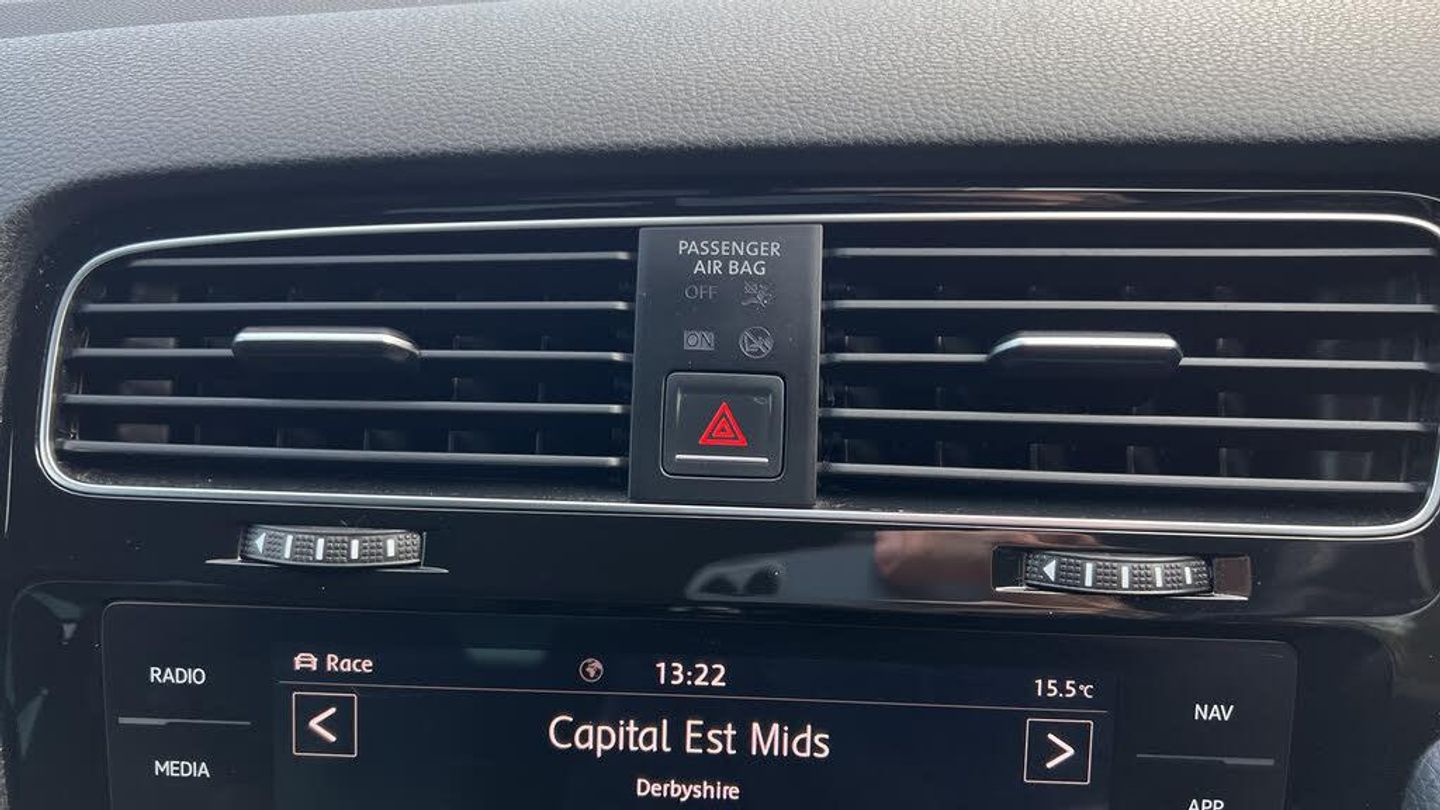 PASSENGER
AIR BAG
OFF
ON
RADIO
MEDIA
Race
13:22
15.5°C
Capital Est Mids
Derbyshire
NAV
APP